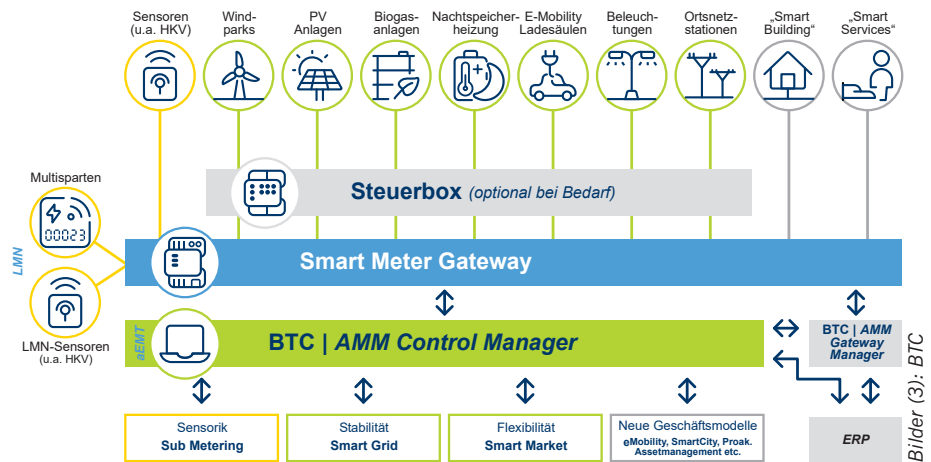 Sensoren
(u.a. HKV)
Wind-
parks
PV
Anlagen
Biogas-
anlagen
Nachtspeicher-
heizung
E-Mobility
Ladesäulen
Beleuch-
tungen
Ortsnetz-
stationen
„Smart
Building“
„Smart
Services“
Steuerbox (optional bei Bedarf)
Multisparten
00023
LMN
LMN-Sensoren
(u.a. HKV)
Smart Meter Gateway
aEMT
BTC | AMM Control Manager
BTC | AMM
Gateway
Manager
Sensorik
Sub Metering
Stabilität
Smart Grid
Flexibilität
Smart Market
Neue Geschäftsmodelle
eMobility, SmartCity, Proak.
Assetmanagement etc.
ERP
Bilder (3): BTC